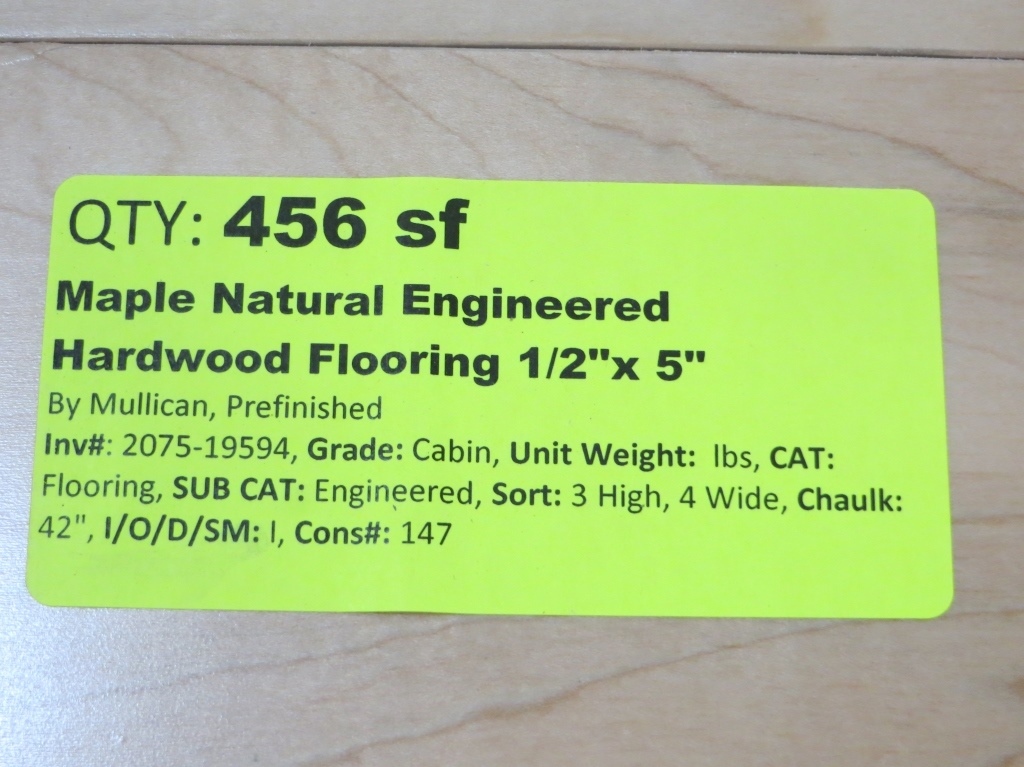 QTY: 456 sf
Maple Natural Engineered
Hardwood Flooring 1/2"x 5"
By Mullican, Prefinished
Inv#: 2075-19594, Grade: Cabin, Unit Weight:  lbs, CAT:
Flooring, SUB CAT: Engineered, Sort: 3 High, 4 Wide, Chaulk:
42", I/O/D/SM: I, Cons#: 147